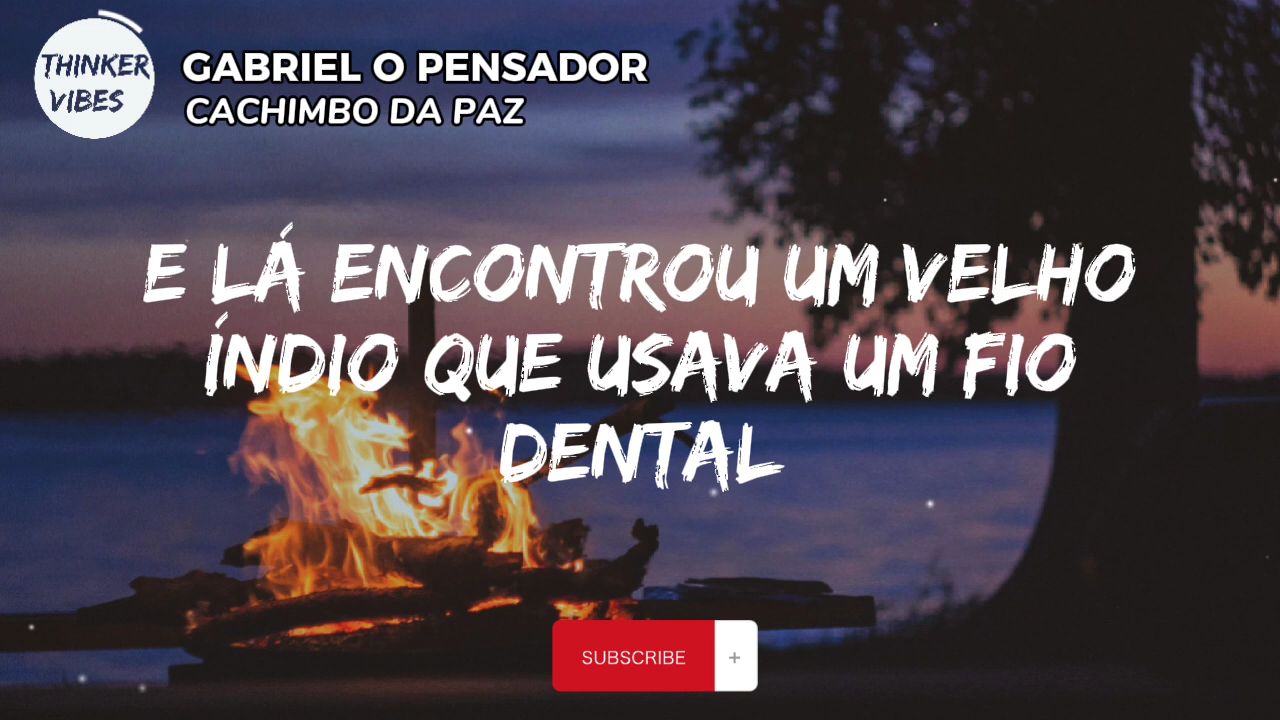 THINKER
VIBES
GABRIEL O PENSADOR
CACHIMBO DA PAZ
E LÁ ENCONTROU UM VELHO
ÍNDIO QUE USAVA UM FIO
DENTAL
SUBSCRIBE +